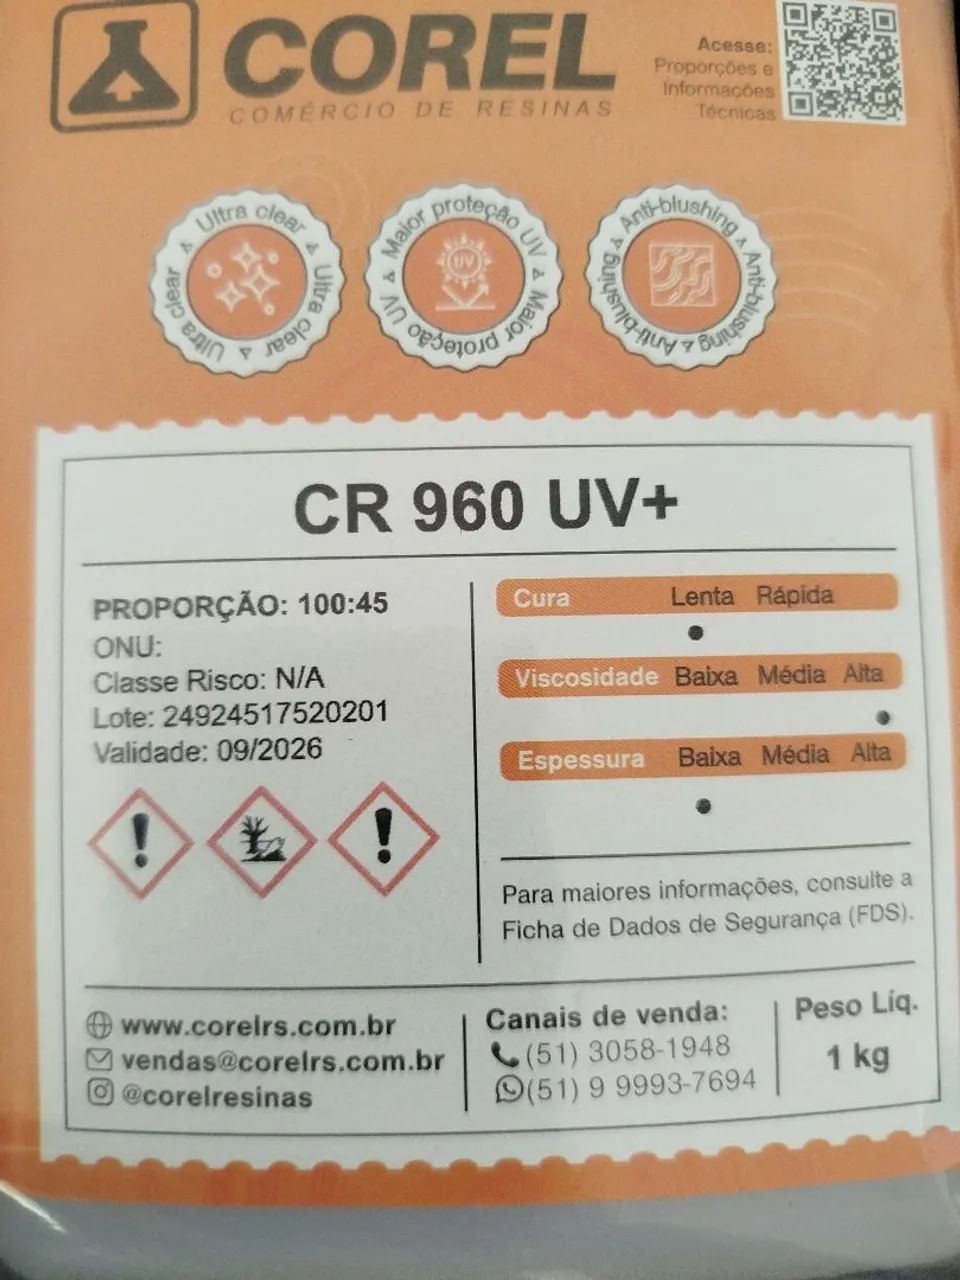 COREL
COMÉRCIO DE RESINAS
Acesse:
Proporções e
Informações
Técnicas
Ultra clear Ultra clear Ultra clear
Maior proteção UV Maior proteção UV
UV
Anti-blushing Anti-blushing Anti-blushing Anti-blushing
CR 960 UV+
PROPORÇÃO: 100:45
ONU:
Classe Risco: N/A
Lote: 24924517520201
Validade: 09/2026
Cura Lenta Rápida
Viscosidade Baixa Média Alta
Espessura Baixa Média Alta
Para maiores informações, consulte a
Ficha de Dados de Segurança (FDS).
www.corelrs.com.br
vendas@corelrs.com.br
@corelresinas
Canais de venda:
(51) 3058-1948
(51) 9 9993-7694
Peso Líq.
1 kg